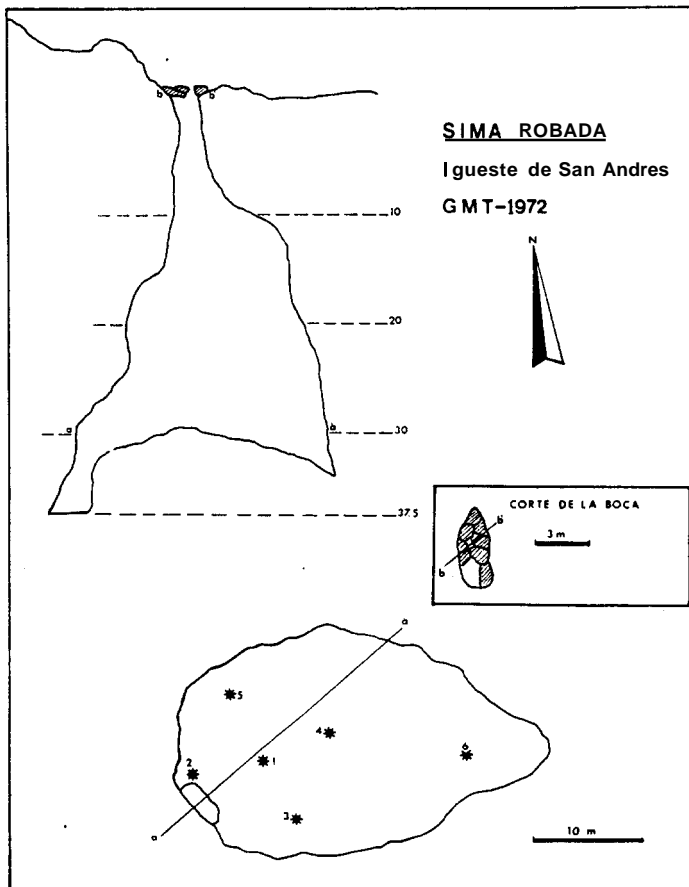 b b
SIMA ROBADA
Igueste de San Andres
GMT-1972
10
N
20
a b 30
37.5
CORTE DE LA BOCA
3 m
b
b
a
5
4
6
2
1
3
a
10 m